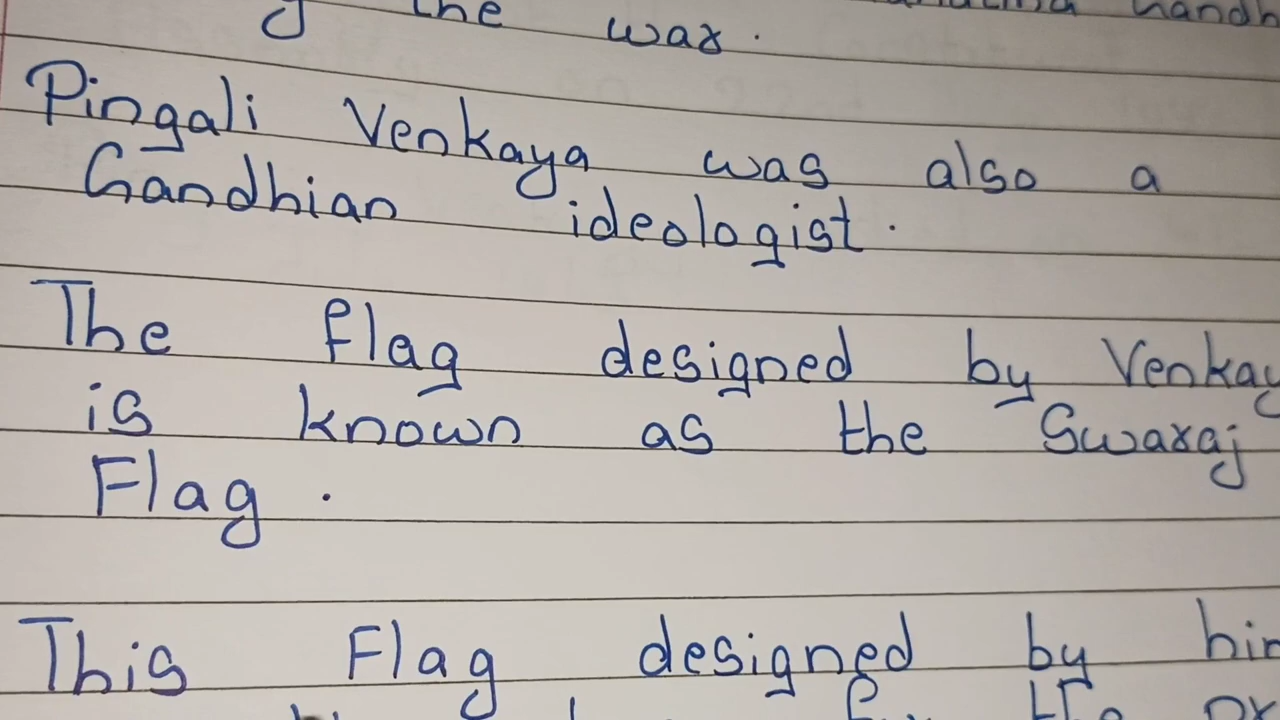 the war.
Pingali Venkaya was also a
Gandhian ideologist.
The flag designed by Venkay
is known as the Swaraj
Flag.
This Flag designed by